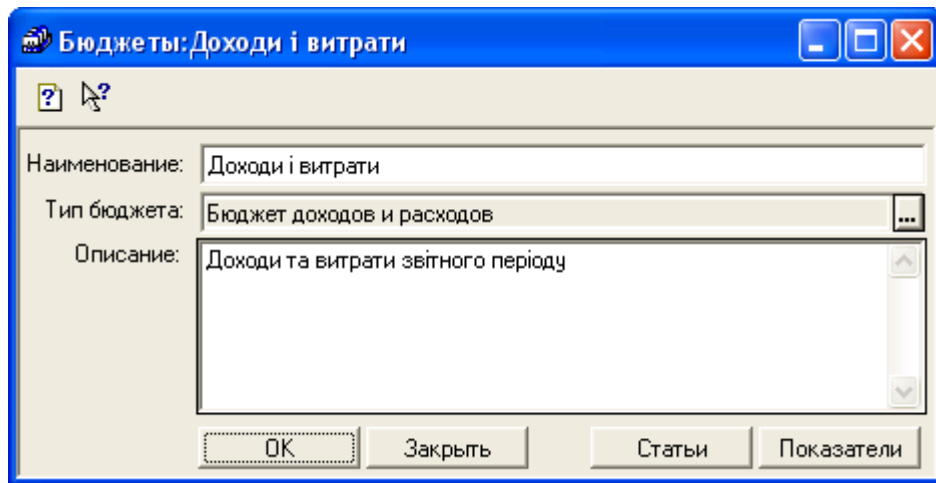 Бюджеты:Доходи і витрати
Наименование: Доходи і витрати
Тип бюджета: Бюджет доходов и расходов ...
Описание: Доходи та витрати звітного періоду
OK Закрыть Статьи Показатели